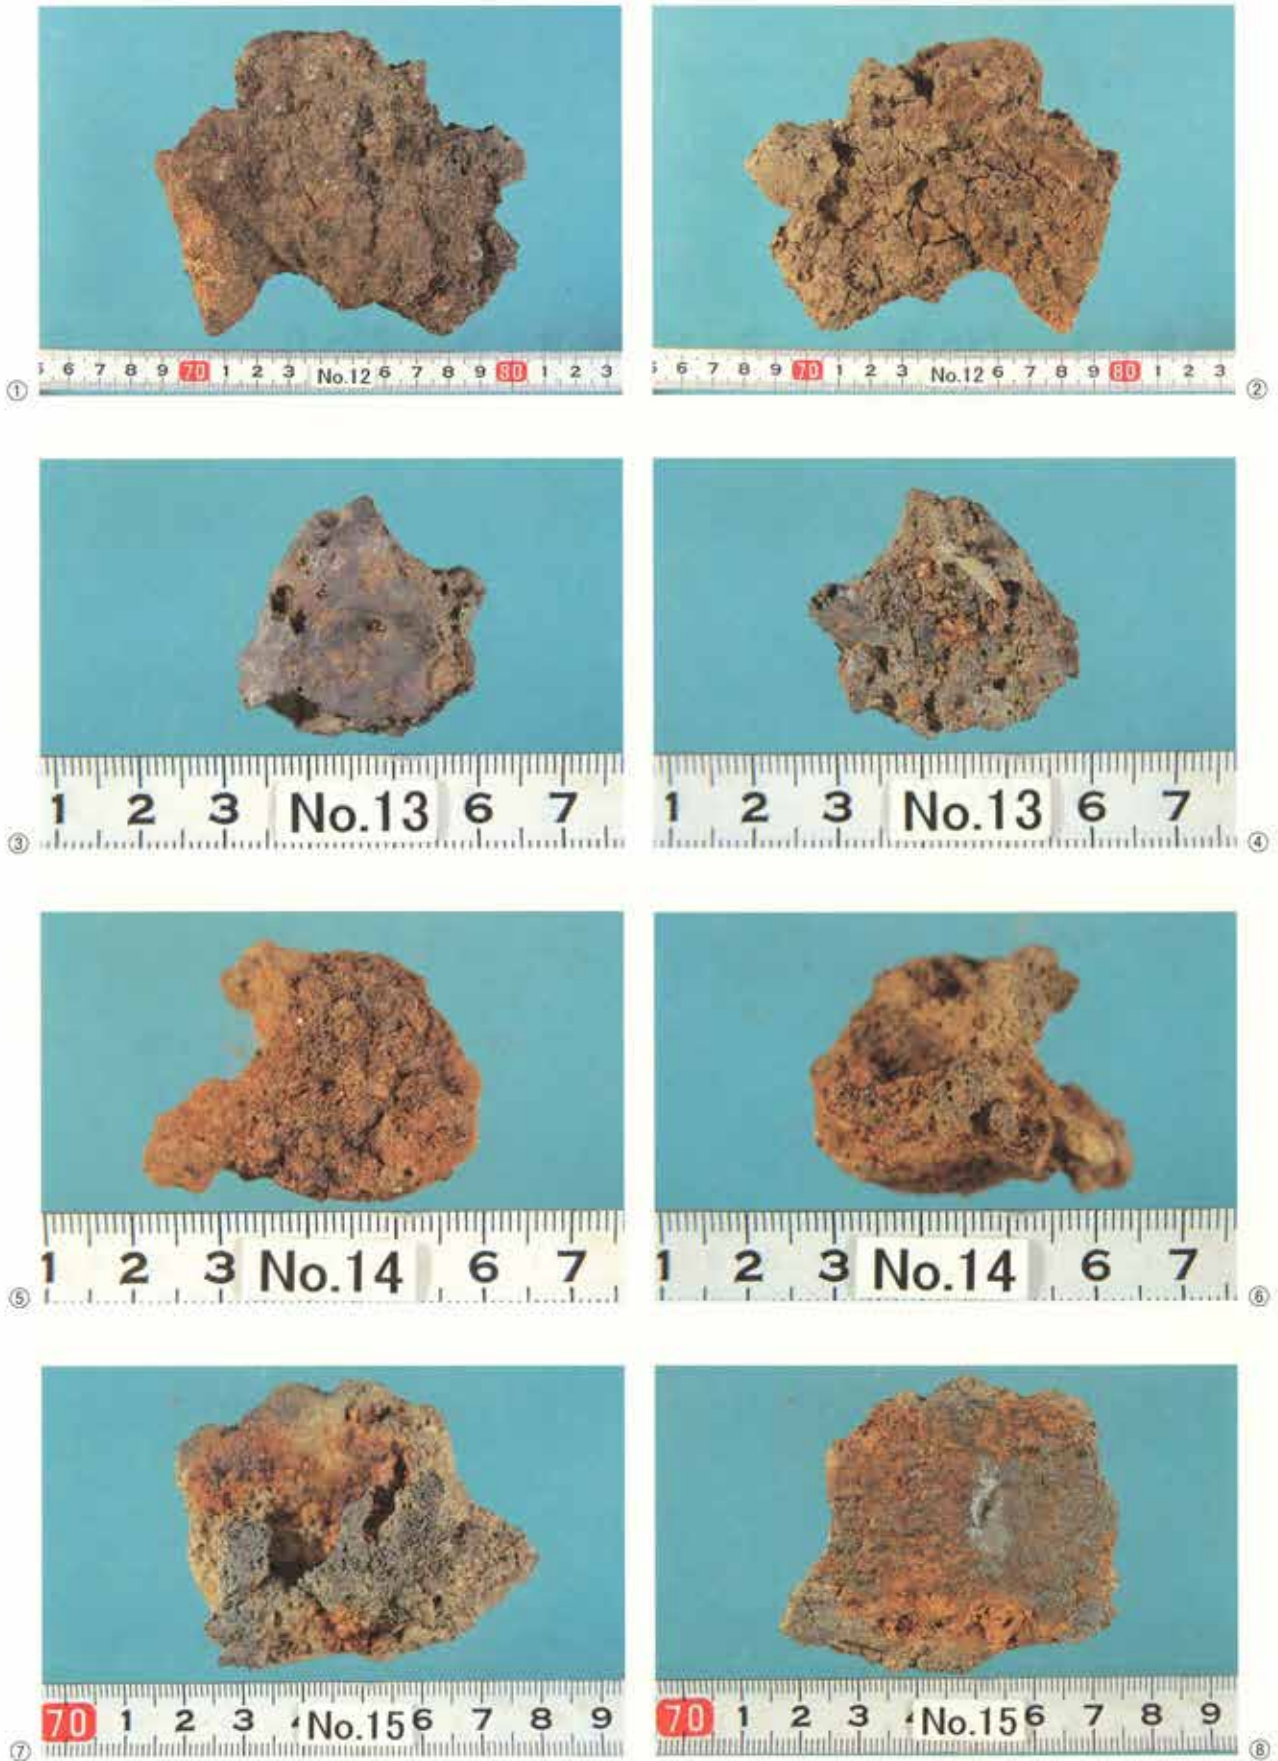 6 7 8 9 70 1 2 3 No.12 6 7 8 9 80 1 2 3
①
6 7 8 9 70 1 2 3 No.12 6 7 8 9 80 1 2 3
②
1 2 3 No.13 6 7
③
1 2 3 No.13 6 7
④
1 2 3 No.14 6 7
⑤
1 2 3 No.14 6 7
⑥
70 1 2 3 No.15 6 7 8 9
⑦
70 1 2 3 No.15 6 7 8 9
⑧